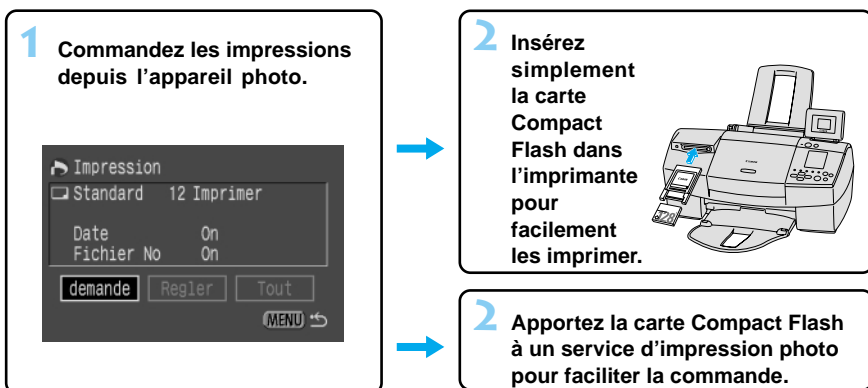 1
Commandez les impressions
depuis l'appareil photo.
Impression
Standard 12 Imprimer
Date On
Fichier No On
demande Regler Tout
MENU
2
Insérez
simplement
la carte
Compact
Flash dans
l'imprimante
pour
facilement
les imprimer.
Canon
128
2
Apportez la carte Compact Flash
à un service d'impression photo
pour faciliter la commande.